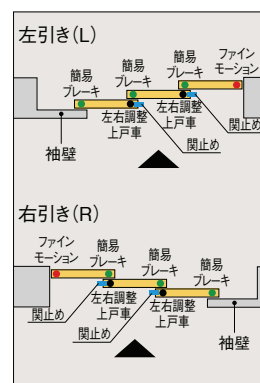 左引き(L)
簡易
ブレーキ
簡易
ブレーキ
簡易
ブレーキ
ファイン
モーション
左右調整
上戸車
左右調整
上戸車
関止め
関止め
袖壁
右引き(R)
ファイン
モーション
簡易
ブレーキ
簡易
ブレーキ
簡易
ブレーキ
左右調整
上戸車
左右調整
上戸車
関止め
関止め
袖壁